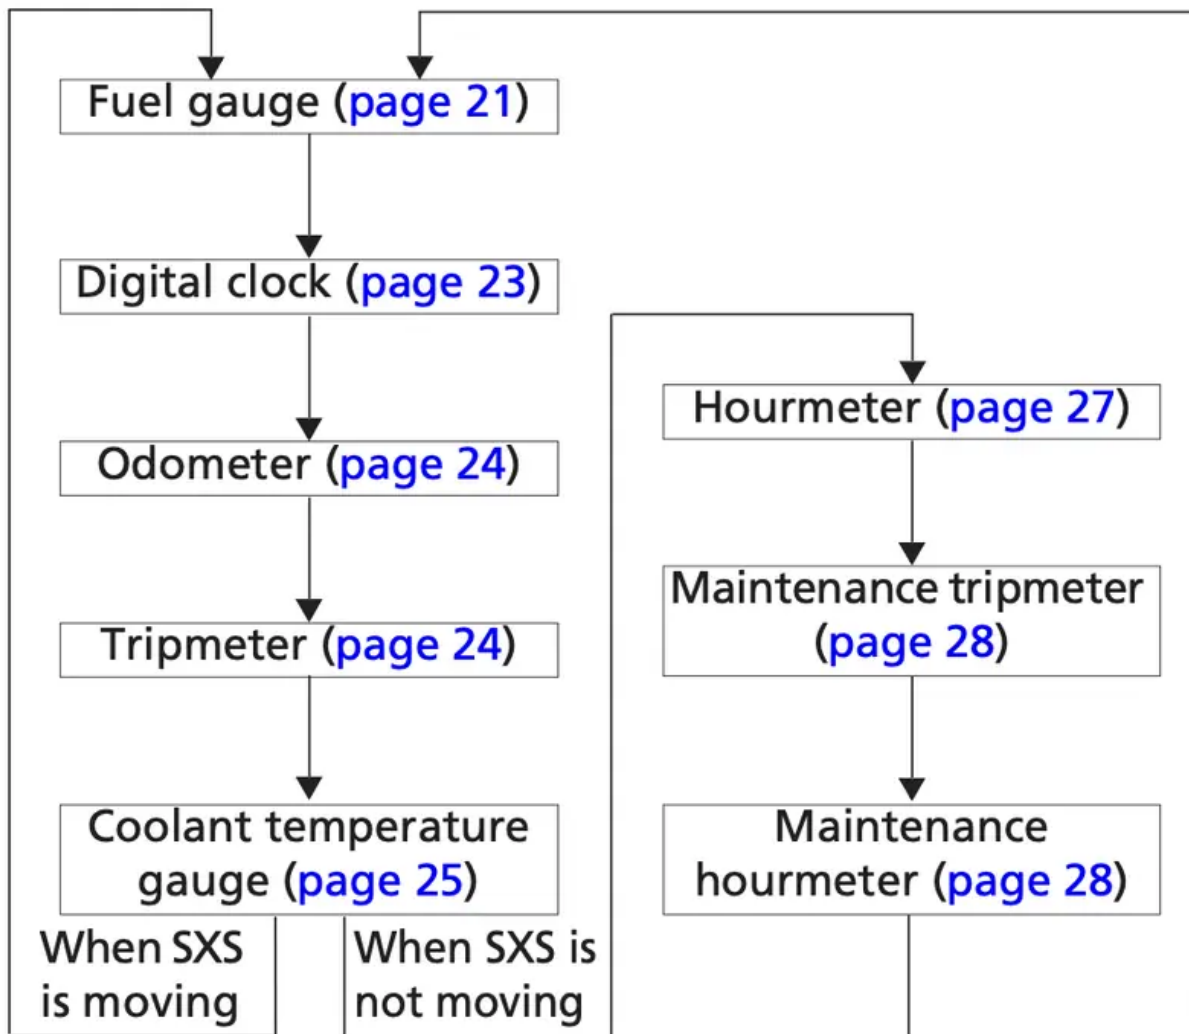 Fuel gauge (page 21)
Digital clock (page 23)
Odometer (page 24)
Tripmeter (page 24)
Coolant temperature
gauge (page 25)
When SXS
is moving
When SXS is
not moving
Hourmeter (page 27)
Maintenance tripmeter
(page 28)
Maintenance
hourmeter (page 28)